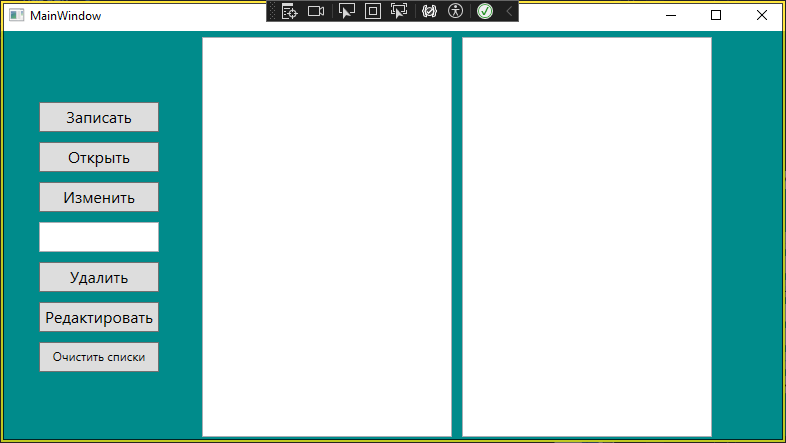 MainWindow
Записать
Открыть
Изменить
Удалить
Редактировать
Очистить списки